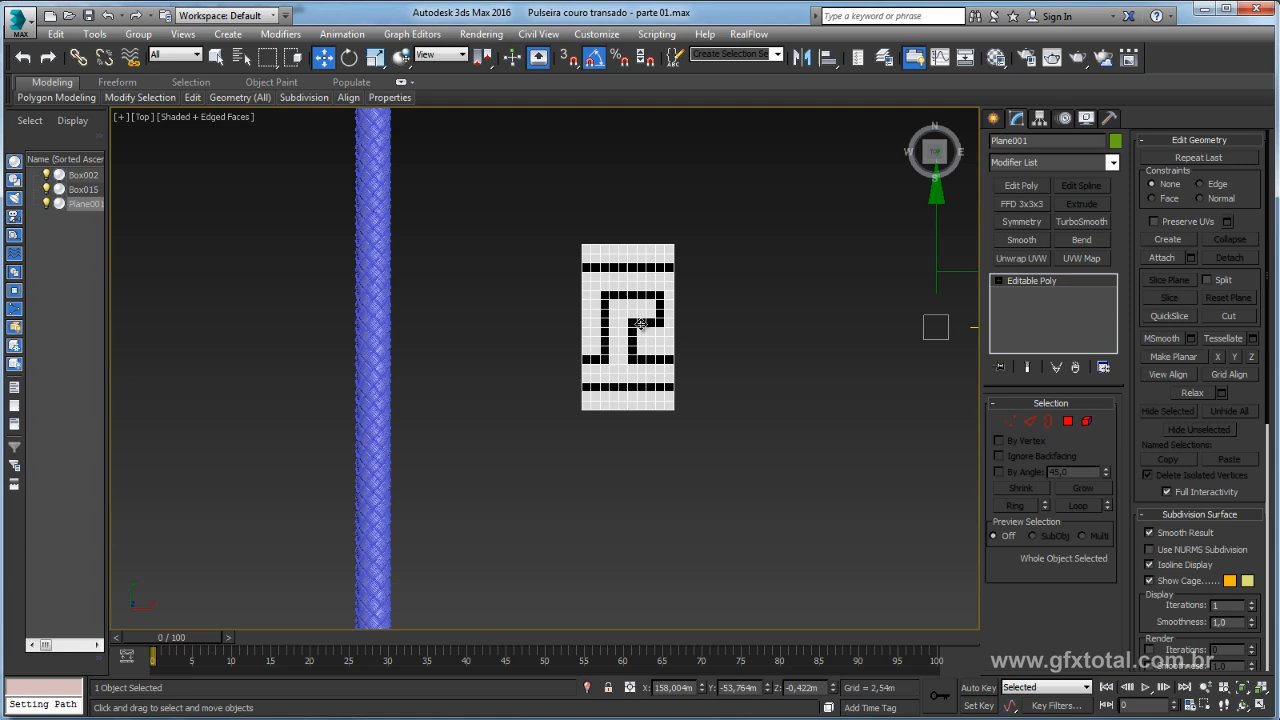 MAX
Workspace: Default
Autodesk 3ds Max 2016 Pulseira couro transado - parte 01.max
Type a keyword or phrase
Sign In
Edit Tools Group Views Create Modifiers Animation Graph Editors Rendering Civil View Customize Scripting Help RealFlow
All
View
Create Selection Se
Modeling Freeform Selection Object Paint Populate
Polygon Modeling Modify Selection Edit Geometry (All) Subdivision Align Properties
Select Display
Name (Sorted Ascen
Box002
Box015
Plane001
[+] [Top] [Shaded + Edged Faces]
N
W E
S
TOP
Plane001
Modifier List
Edit Poly Edit Spline
FFD 3x3x3 Extrude
Symmetry TurboSmooth
Smooth Bend
Unwrap UVW UVW Map
Editable Poly
Selection
By Vertex
Ignore Backfacing
By Angle: 45,0
Shrink Grow
Ring Loop
Preview Selection
Off SubObj Multi
Whole Object Selected
Edit Geometry
Repeat Last
Constraints
None Edge
Face Normal
Preserve UVs
Create Collapse
Attach Detach
Slice Plane Split
Slice Reset Plane
QuickSlice Cut
MSmooth Tessellate
Make Planar X Y Z
View Align Grid Align
Relax
Hide Selected Unhide All
Hide Unselected
Named Selections:
Copy Paste
Delete Isolated Vertices
Full Interactivity
Subdivision Surface
Smooth Result
Use NURMS Subdivision
Isoline Display
Show Cage......
Display
Iterations: 1
Smoothness: 1,0
Render
Iterations: 0
Smoothness: 1,0
www.gfxtotal.com.br
0 / 100
0 5 10 15 20 25 30 35 40 45 50 55 60 65 70 75 80 85 90 95 100
1 Object Selected
X: 158,004m Y: -53,764m Z: -0,422m Grid = 2,54m
Auto Key Selected
Setting Path
Click and drag to select and move objects
Add Time Tag
Set Key Key Filters... 0